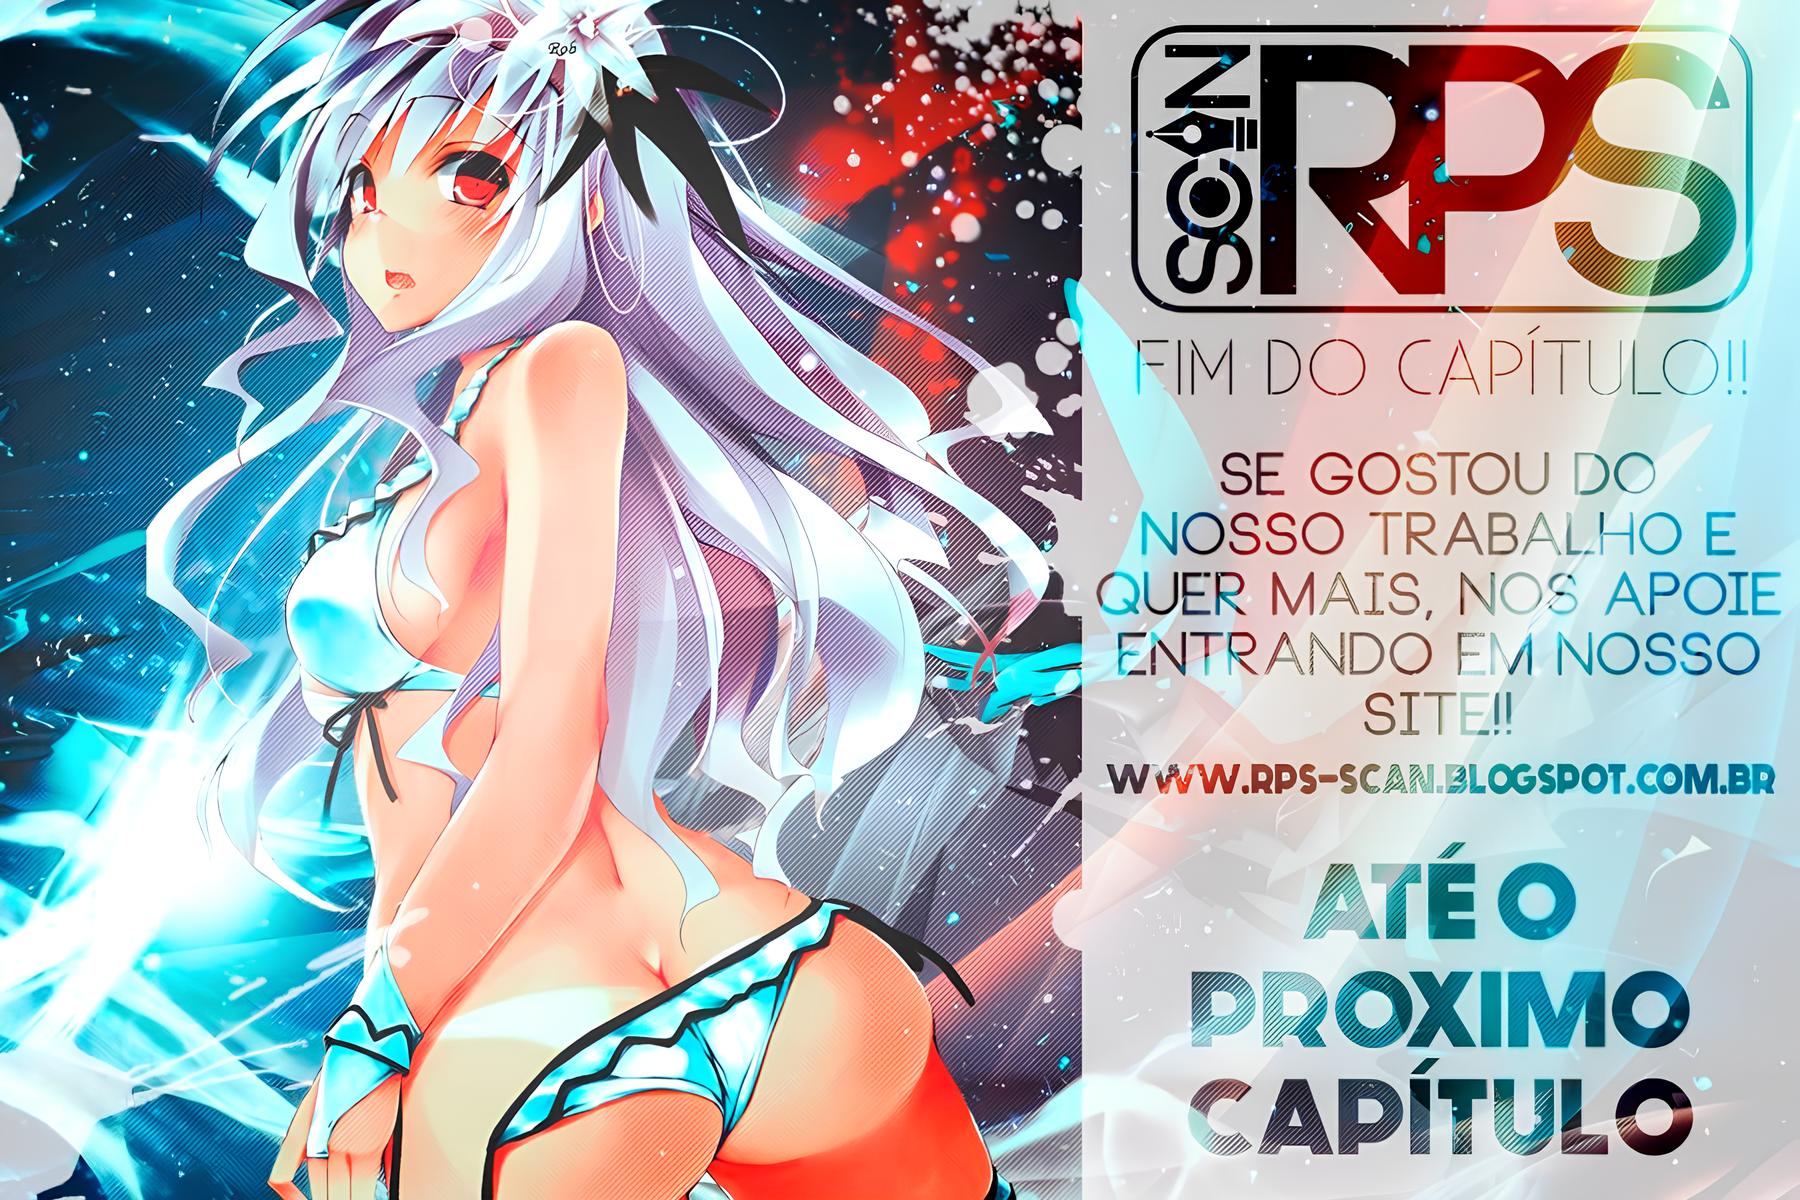 Rob
SCAN
RPS
FIM DO CAPÍTULO!!
SE GOSTOU DO
NOSSO TRABALHO E
QUER MAIS, NOS APOIE
ENTRANDO EM NOSSO
SITE!!
WWW.RPS-SCAN.BLOGSPOT.COM.BR
ATÉ O
PROXIMO
CAPÍTULO